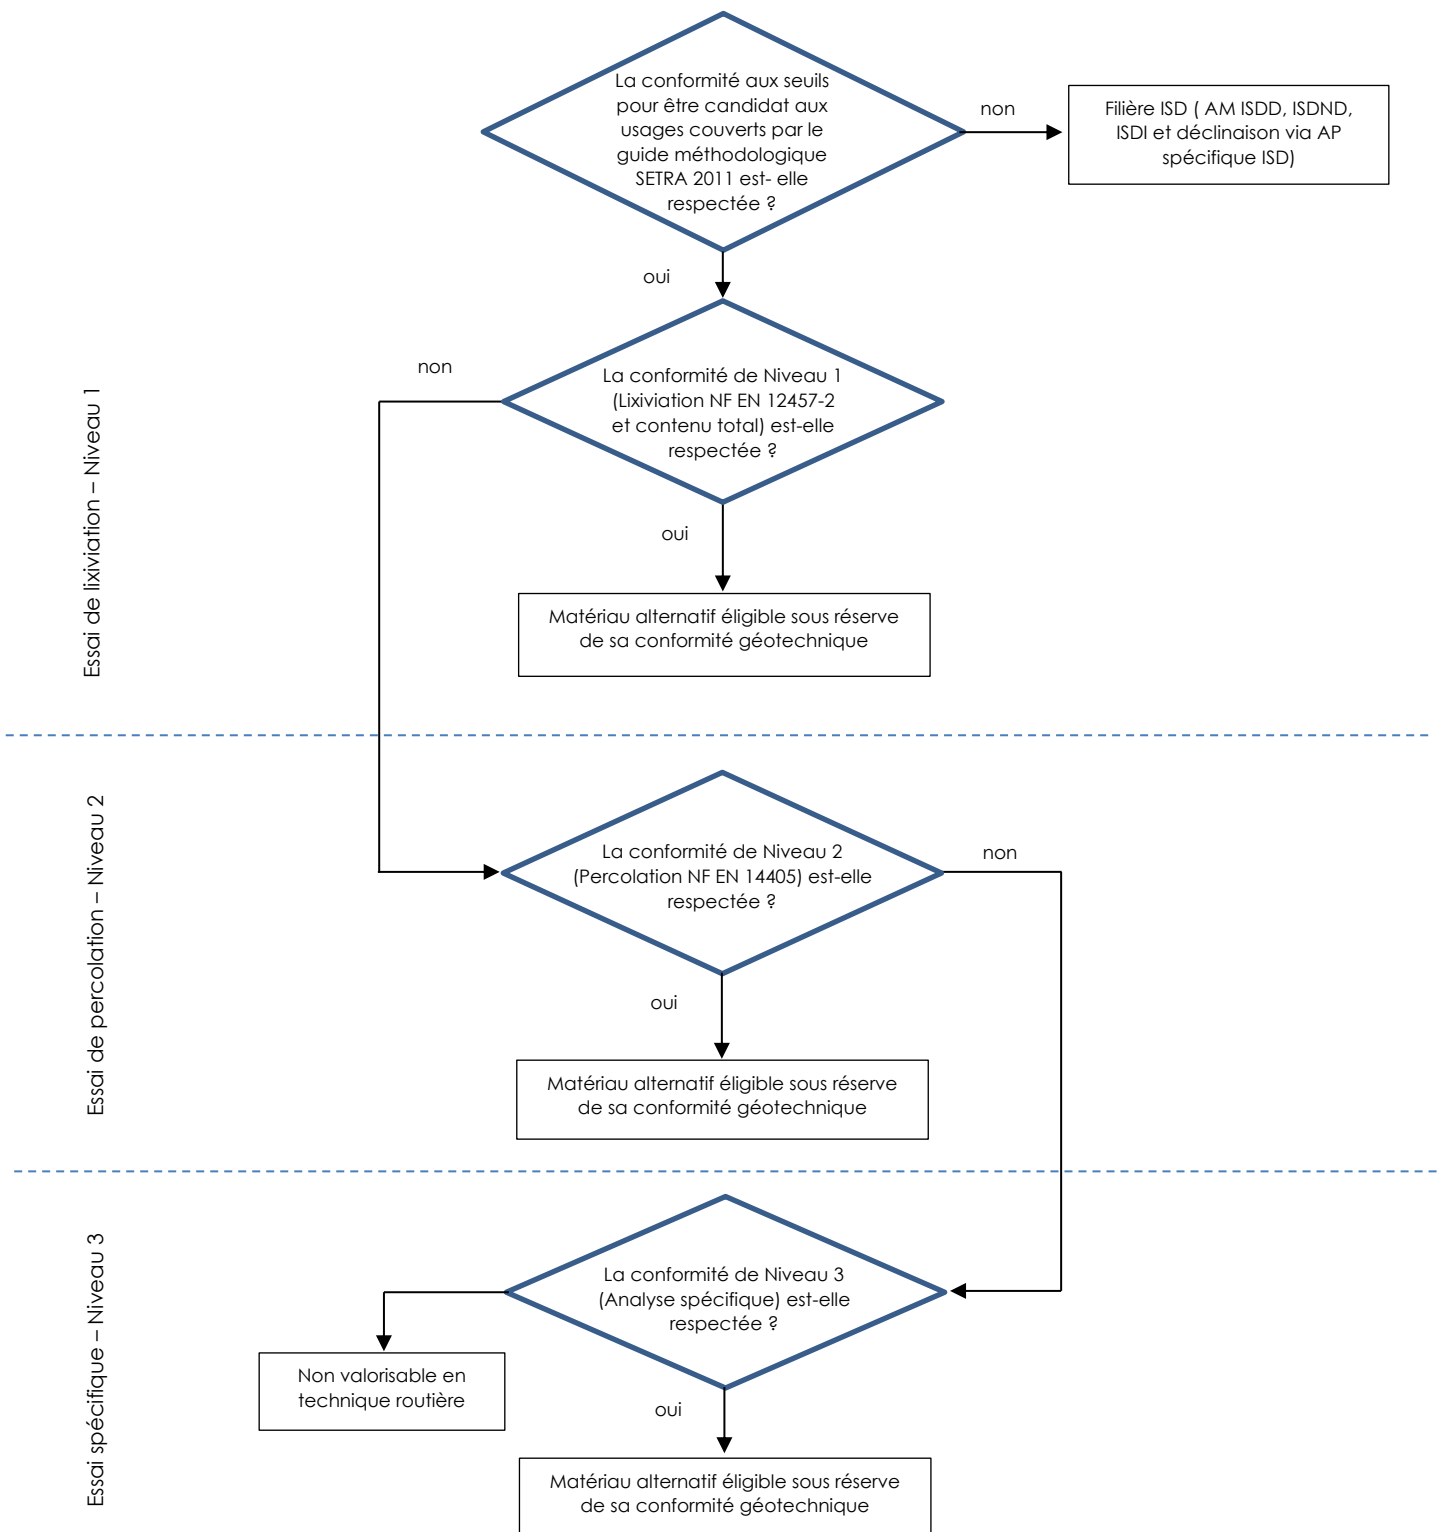 La conformité aux seuils
pour être candidat aux
usages couverts par le
guide méthodologique
SETRA 2011 est- elle
respectée ?
non
Filière ISD ( AM ISDD, ISDND,
ISDI et déclinaison via AP
spécifique ISD)
oui
Essai de lixiviation – Niveau 1
non
La conformité de Niveau 1
(Lixiviation NF EN 12457-2
et contenu total) est-elle
respectée ?
oui
Matériau alternatif éligible sous réserve
de sa conformité géotechnique
Essai de percolation – Niveau 2
La conformité de Niveau 2
(Percolation NF EN 14405) est-elle
respectée ?
non
oui
Matériau alternatif éligible sous réserve
de sa conformité géotechnique
Essai spécifique – Niveau 3
La conformité de Niveau 3
(Analyse spécifique) est-elle
respectée ?
Non valorisable en
technique routière
oui
Matériau alternatif éligible sous réserve
de sa conformité géotechnique